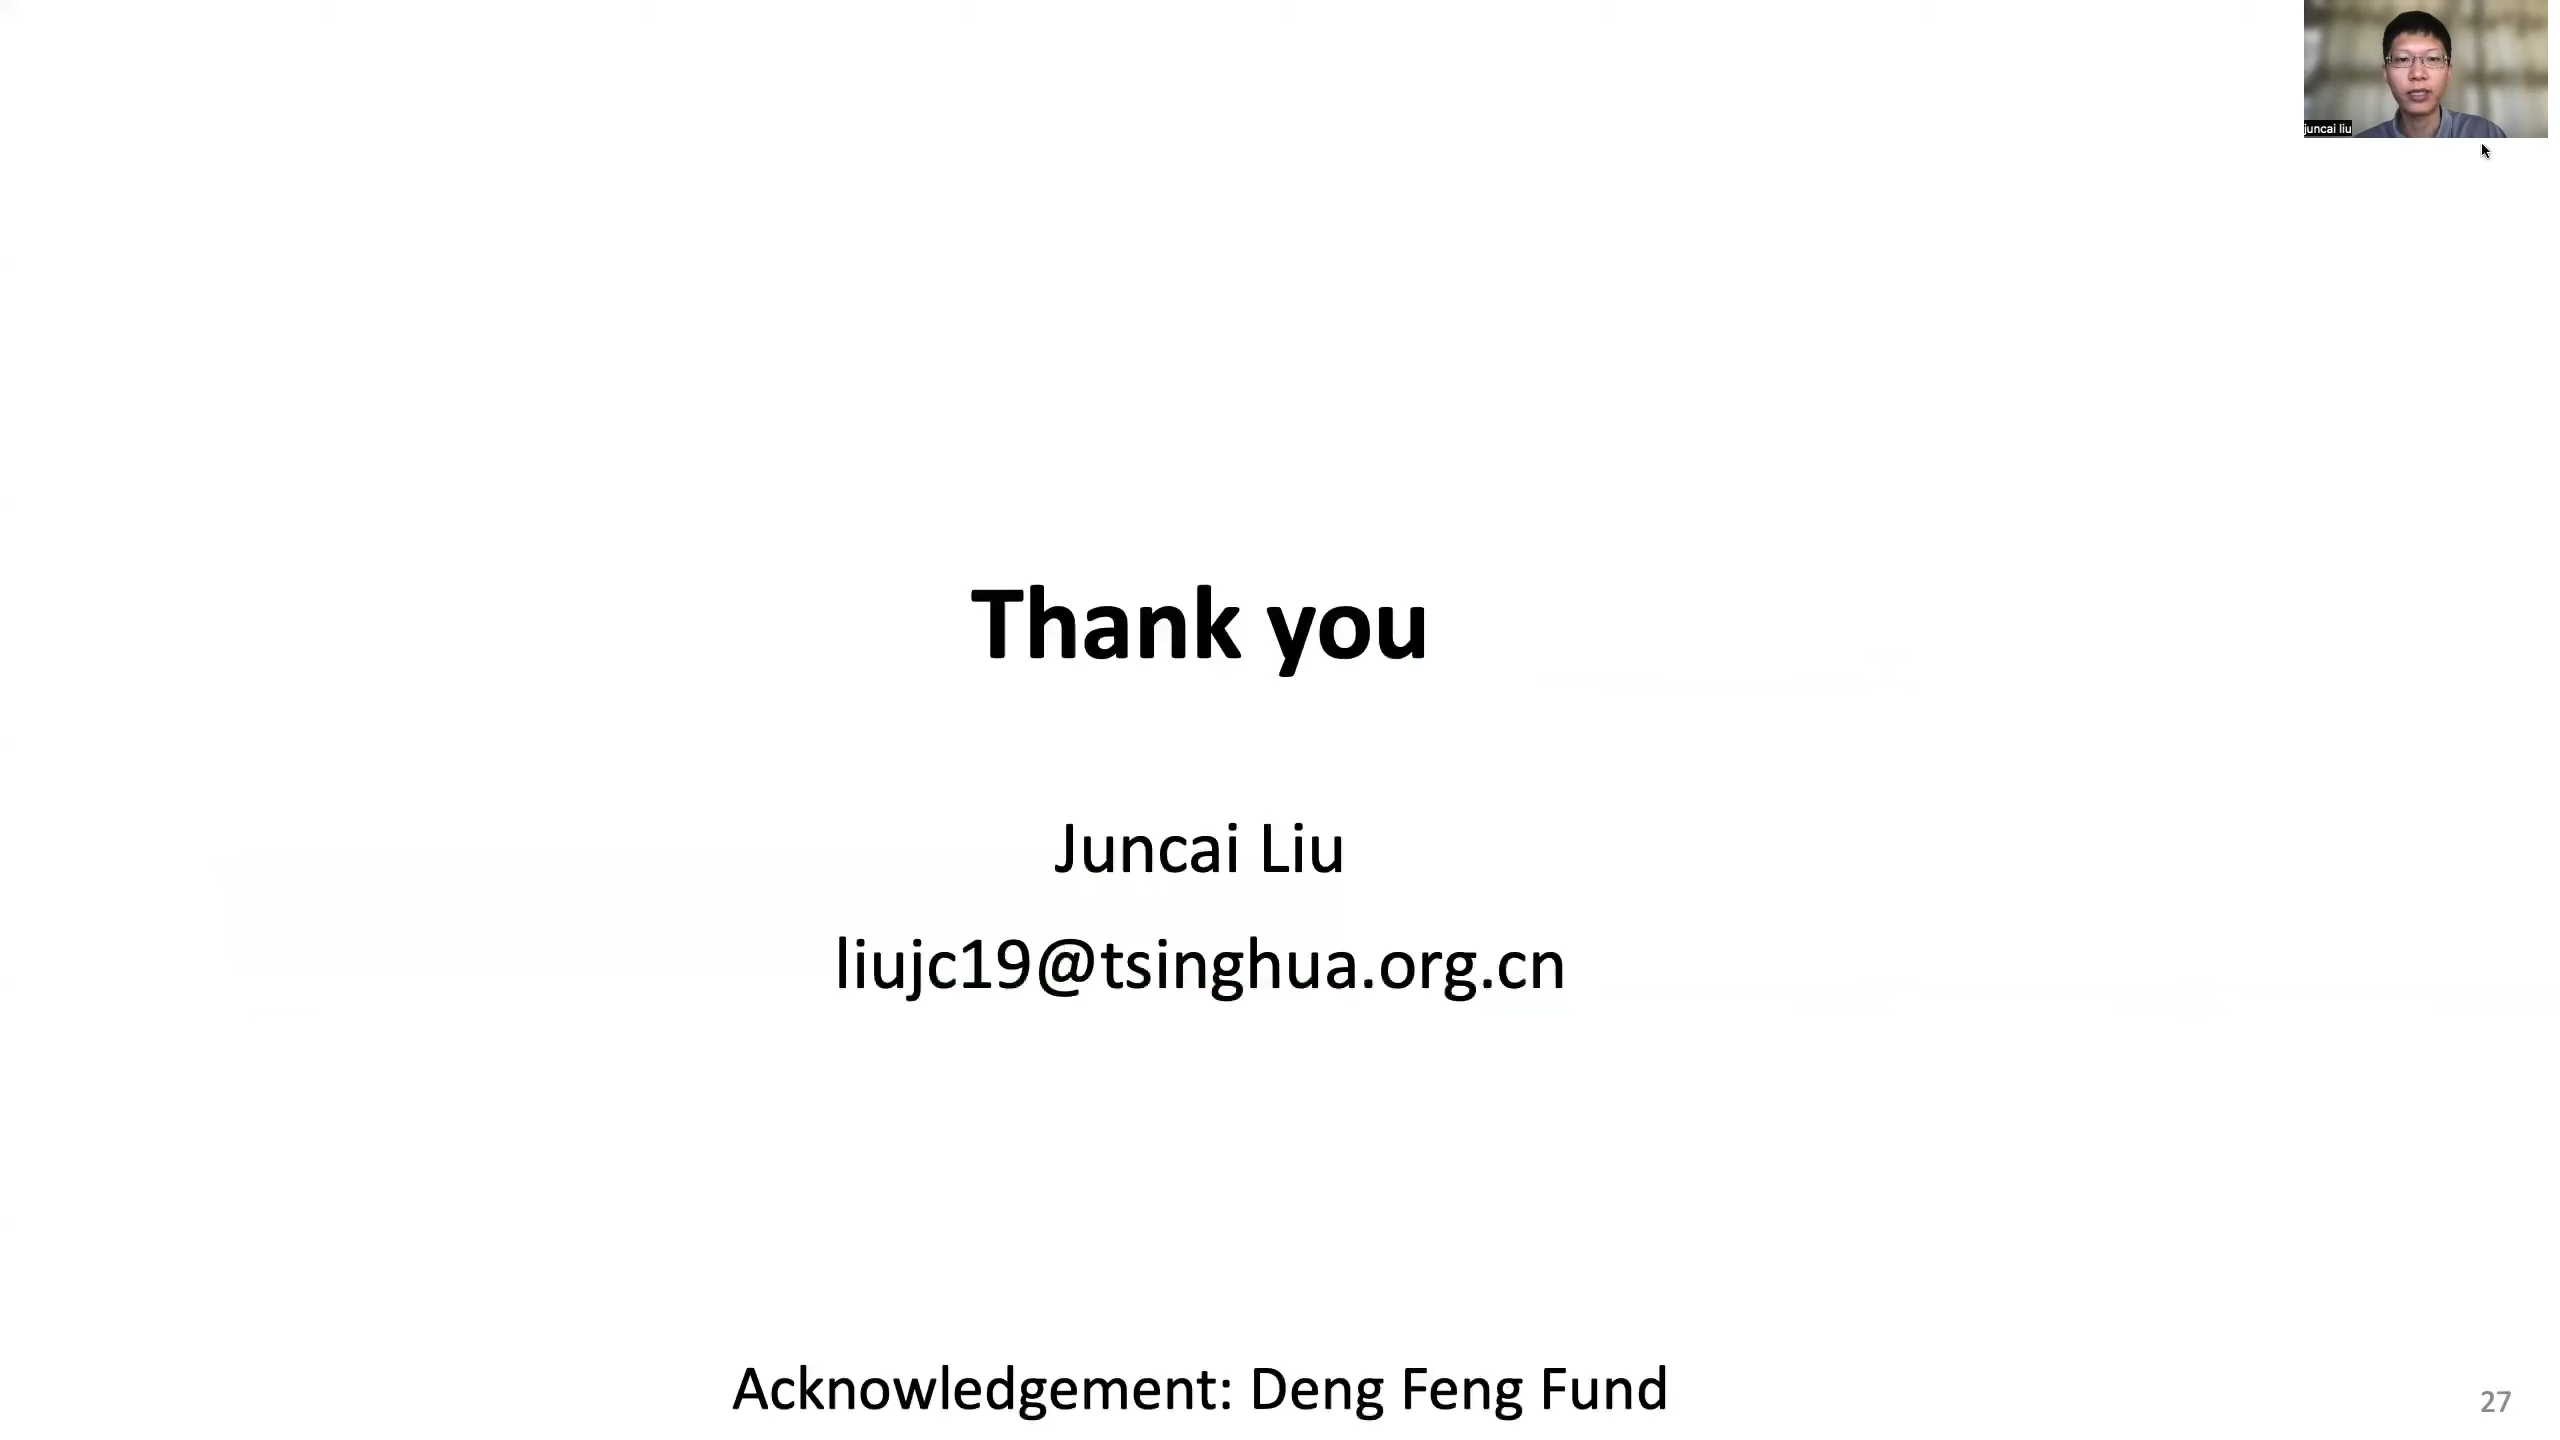 juncai liu
Thank you
Juncai Liu
liujc19@tsinghua.org.cn
Acknowledgement: Deng Feng Fund
27